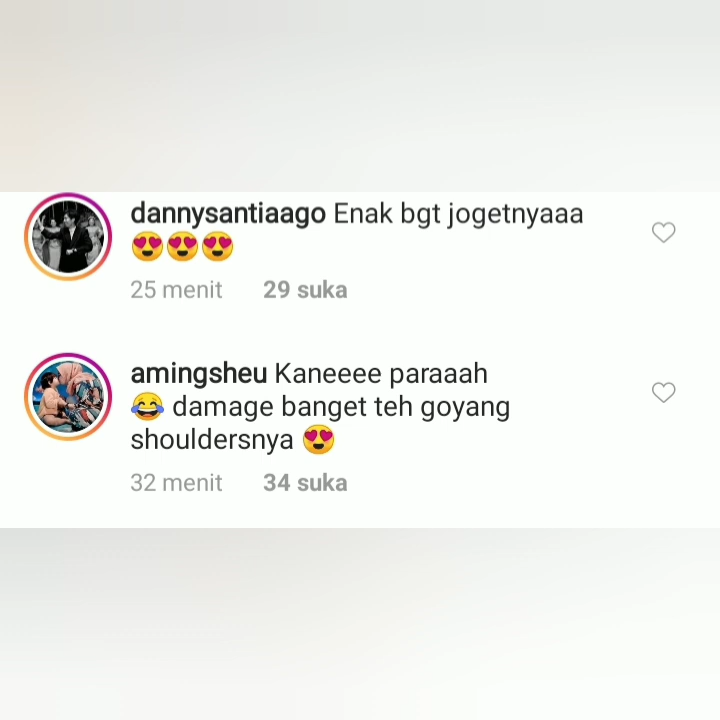 dannysantiaago Enak bgt jogetnyaaa
😍😍😍
25 menit 29 suka
amingsheu Kaneeee paraaah
😂 damage banget teh goyang
shouldersnya 😍
32 menit 34 suka